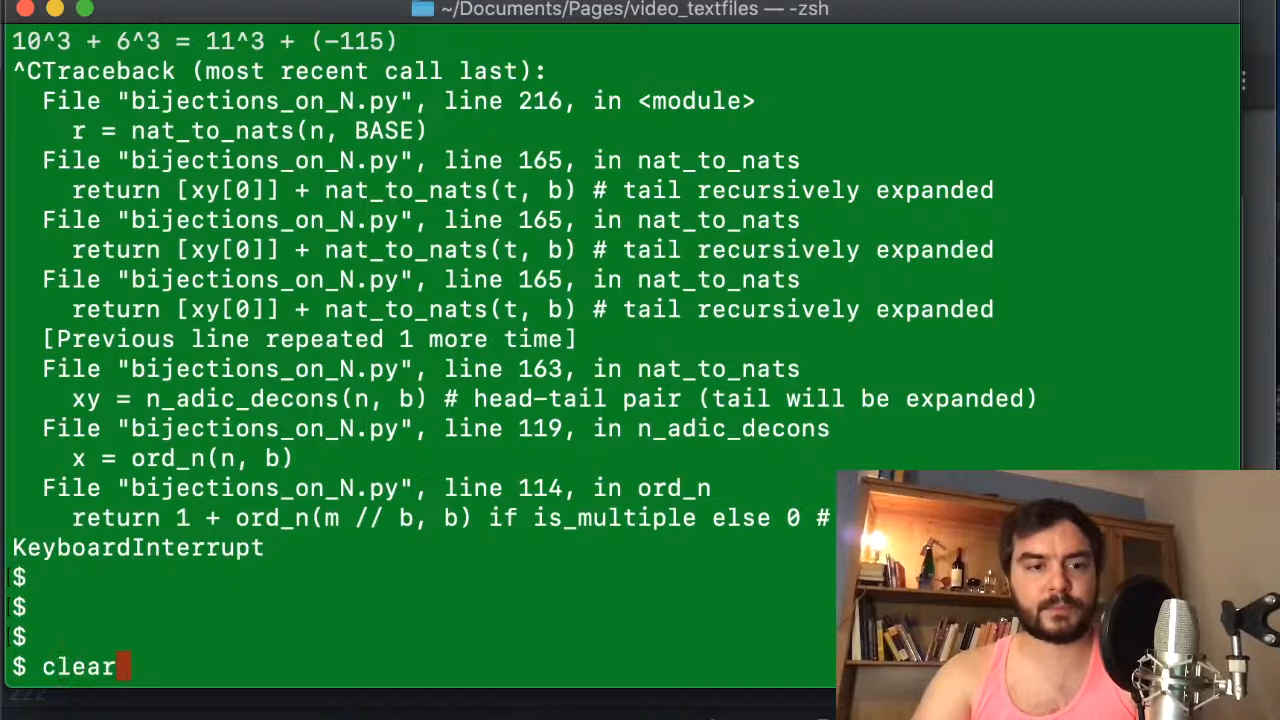 ~/Documents/Pages/video_textfiles — -zsh
10^3 + 6^3 = 11^3 + (-115)
^CTraceback (most recent call last):
File "bijections_on_N.py", line 216, in <module>
r = nat_to_nats(n, BASE)
File "bijections_on_N.py", line 165, in nat_to_nats
return [xy[0]] + nat_to_nats(t, b) # tail recursively expanded
File "bijections_on_N.py", line 165, in nat_to_nats
return [xy[0]] + nat_to_nats(t, b) # tail recursively expanded
File "bijections_on_N.py", line 165, in nat_to_nats
return [xy[0]] + nat_to_nats(t, b) # tail recursively expanded
[Previous line repeated 1 more time]
File "bijections_on_N.py", line 163, in nat_to_nats
xy = n_adic_decons(n, b) # head-tail pair (tail will be expanded)
File "bijections_on_N.py", line 119, in n_adic_decons
x = ord_n(n, b)
File "bijections_on_N.py", line 114, in ord_n
return 1 + ord_n(m // b, b) if is_multiple else 0 #
KeyboardInterrupt
$
$
$
$ clear